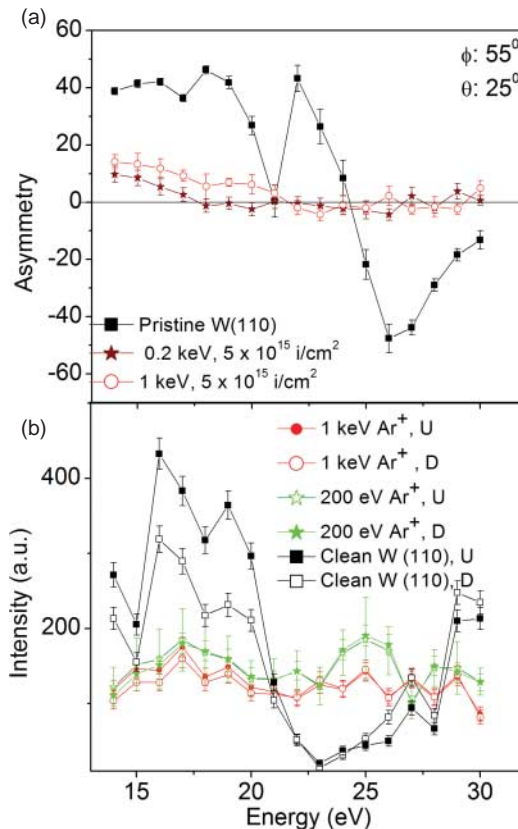 (a)
60
40
20
0
-20
-40
-60
Asymmetry
ϕ: 55⁰
θ: 25⁰
Pristine W(110)
0.2 keV, 5 x 10¹⁵ i/cm²
1 keV, 5 x 10¹⁵ i/cm²
(b)
400
200
Intensity (a.u.)
1 keV Ar⁺, U
1 keV Ar⁺, D
200 eV Ar⁺, U
200 eV Ar⁺, D
Clean W (110), U
Clean W (110), D
15 20 25 30
Energy (eV)